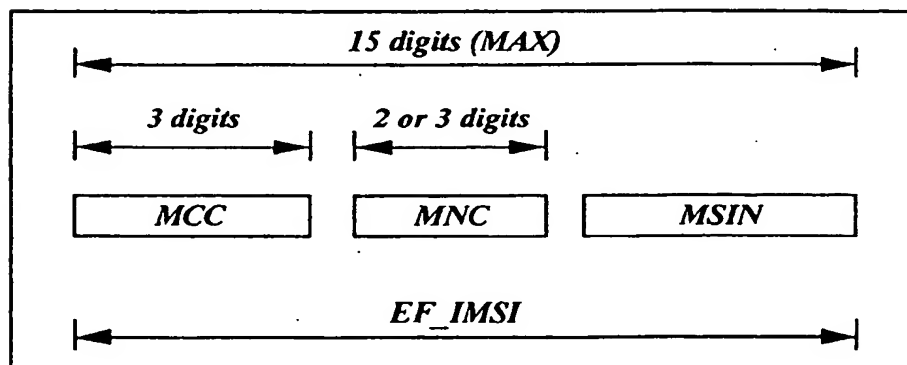 15 digits (MAX)
3 digits 2 or 3 digits
MCC MNC MSIN
EF_IMSI